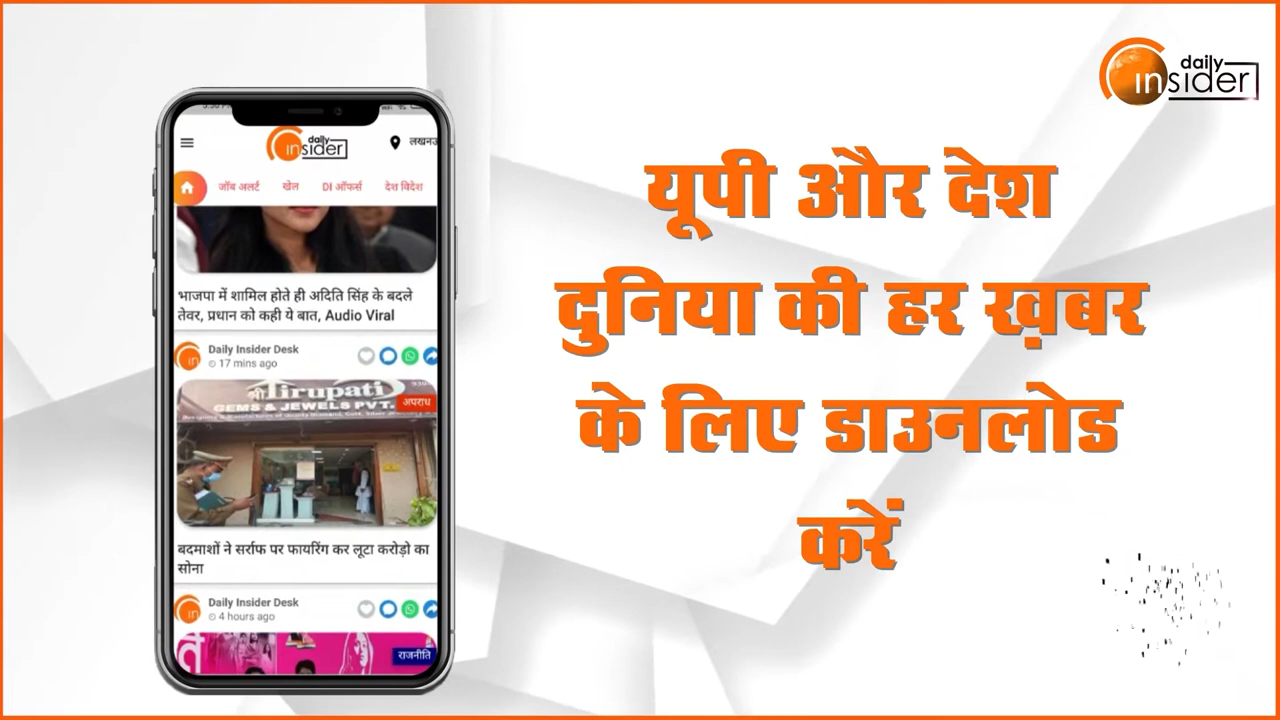 daily
insider
यूपी और देश
दुनिया की हर ख़बर
के लिए डाउनलोड
करें
daily
insider
लखनऊ
जॉब अलर्ट खेल DI ऑफर्स देश विदेश
भाजपा में शामिल होते ही अदिति सिंह के बदले
तेवर, प्रधान को कही ये बात, Audio Viral
Daily Insider Desk
17 mins ago
श्री Tirupati
GEMS & JEWELS PVT.
अपराध
बदमाशों ने सर्राफ पर फायरिंग कर लूटा करोड़ो का
सोना
Daily Insider Desk
4 hours ago
राजनीति